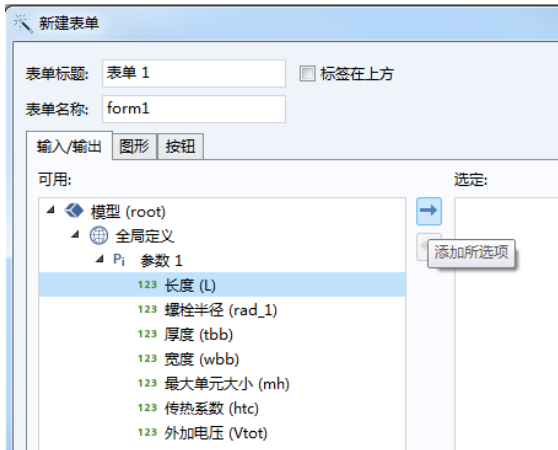 新建表单
表单标题: 表单 1 标签在上方
表单名称: form1
输入/输出 图形 按钮
可用: 选定:
模型 (root)
全局定义
Pi 参数 1
添加所选项
123 长度 (L)
123 螺栓半径 (rad_1)
123 厚度 (tbb)
123 宽度 (wbb)
123 最大单元大小 (mh)
123 传热系数 (htc)
123 外加电压 (Vtot)